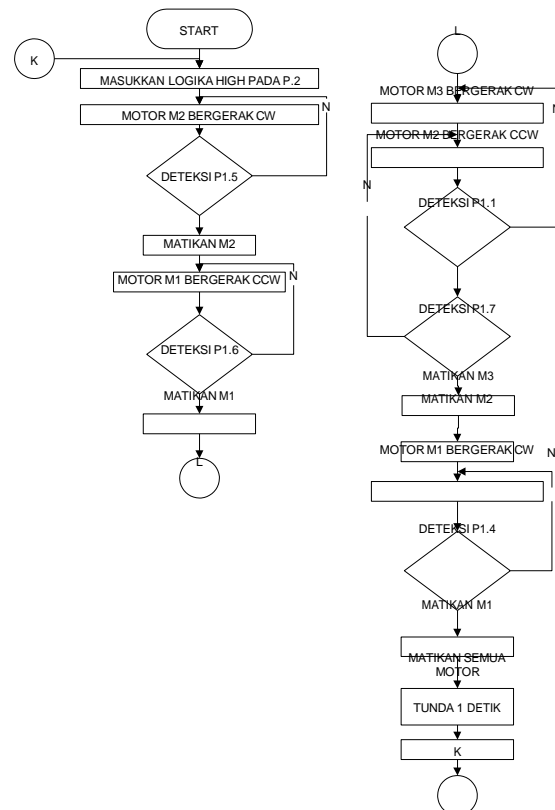 START
K
MASUKKAN LOGIKA HIGH PADA P.2
N
MOTOR M2 BERGERAK CW
DETEKSI P1.5
MATIKAN M2
N
MOTOR M1 BERGERAK CCW
DETEKSI P1.6
MATIKAN M1
L
L
MOTOR M3 BERGERAK CW
N
MOTOR M2 BERGERAK CCW
N
DETEKSI P1.1
DETEKSI P1.7
MATIKAN M3
MATIKAN M2
MOTOR M1 BERGERAK CW
N
DETEKSI P1.4
MATIKAN M1
MATIKAN SEMUA
MOTOR
TUNDA 1 DETIK
K